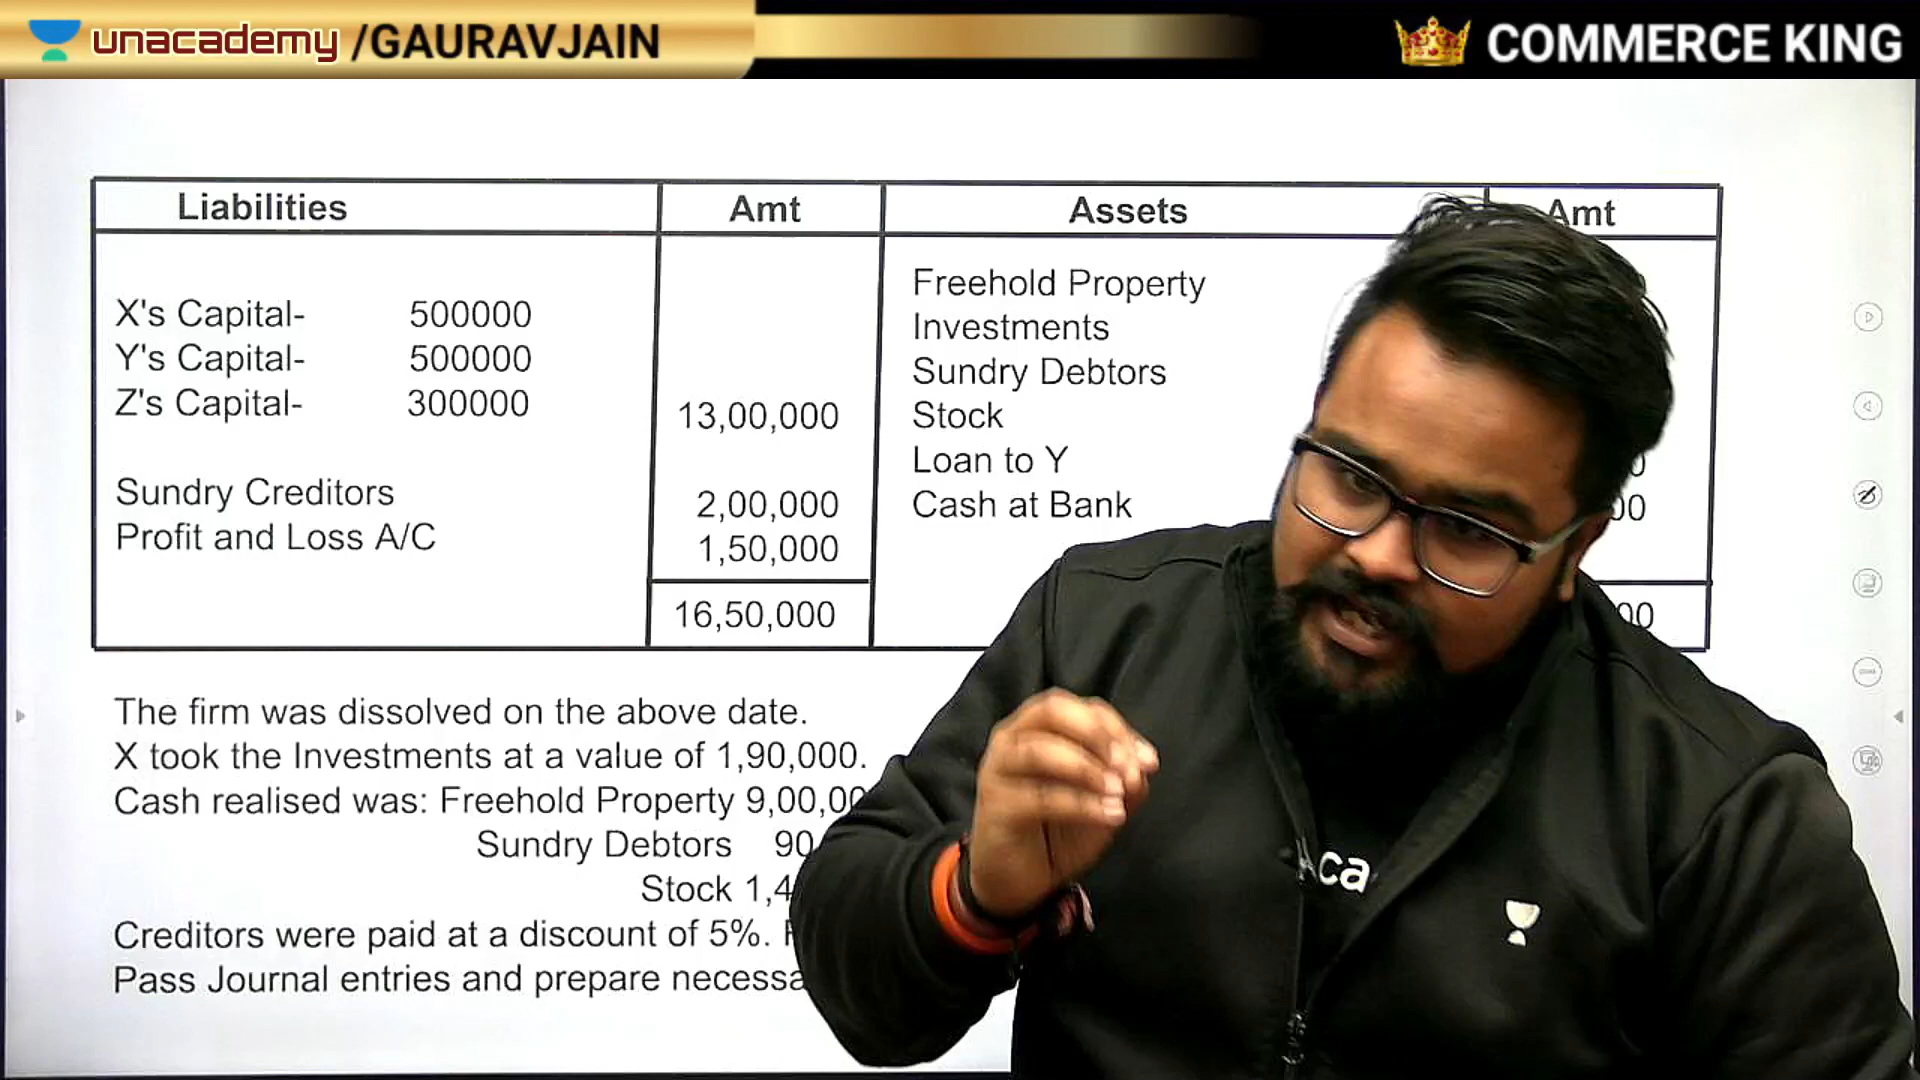 unacademy /GAURAVJAIN
COMMERCE KING
Liabilities Amt Assets Amt
X's Capital- 500000
Y's Capital- 500000
Z's Capital- 300000
13,00,000
Sundry Creditors 2,00,000
Profit and Loss A/C 1,50,000
16,50,000
Freehold Property
Investments
Sundry Debtors
Stock
Loan to Y
Cash at Bank
The firm was dissolved on the above date.
X took the Investments at a value of 1,90,000.
Cash realised was: Freehold Property 9,00,00
Sundry Debtors 90
Stock 1,4
Creditors were paid at a discount of 5%.
Pass Journal entries and prepare
ca